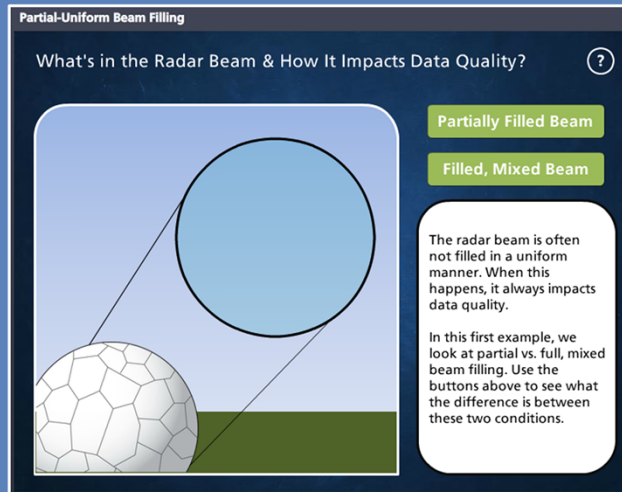 Partial-Uniform Beam Filling
What's in the Radar Beam & How It Impacts Data Quality?
?
Partially Filled Beam
Filled, Mixed Beam
The radar beam is often
not filled in a uniform
manner. When this
happens, it always impacts
data quality.
In this first example, we
look at partial vs. full, mixed
beam filling. Use the
buttons above to see what
the difference is between
these two conditions.